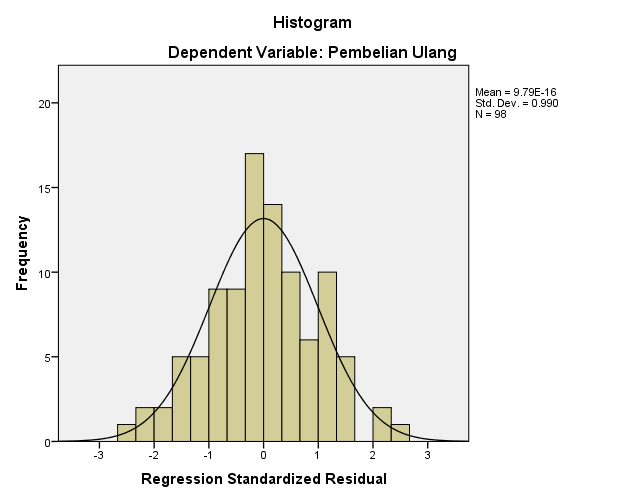 Histogram
Dependent Variable: Pembelian Ulang
Mean = 9.79E-16
Std. Dev. = 0.990
N = 98
Frequency
20
15
10
5
0
-3 -2 -1 0 1 2 3
Regression Standardized Residual